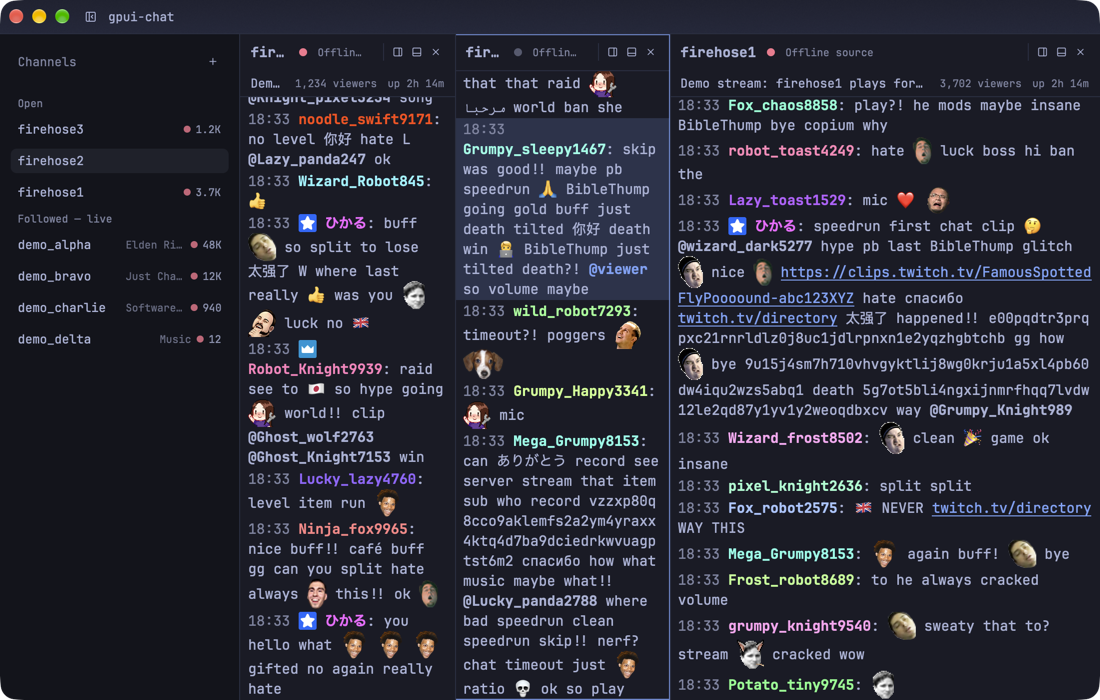 gpui-chat
Channels
+
Open
firehose3
1.2K
firehose2
firehose1
3.7K
Followed — live
demo_alpha
Elden Ri…
48K
demo_bravo
Just Cha…
12K
demo_charlie
Software…
940
demo_delta
Music
12
fir…
Offlin…
Dem…
1,234 viewers
up 2h 14m
@Knight_pixel3234 song
18:33 noodle_swift9171:
no level 你好 hate L
@Lazy_panda247 ok
18:33 Wizard_Robot845:
👍
18:33 ひかる: buff
so split to lose
太强了 W where last
really 👍 was you
luck no 🇬🇧
18:33
Robot_Knight9939: raid
see to 🇯🇵 so hype going
world!! clip
@Ghost_wolf2763
@Ghost_Knight7153 win
18:33 Lucky_lazy4760:
level item run
18:33 Ninja_fox9965:
nice buff!! café buff
gg can you split hate
always this!! ok
18:33 ひかる: you
hello what
gifted no again really
hate
fir…
Offlin…
that that raid
مرحبا world ban she
18:33
Grumpy_sleepy1467: skip
was good!! maybe pb
speedrun 🙏 BibleThump
going gold buff just
death tilted 你好 death
win 🧑‍💻 BibleThump just
tilted death?! @viewer
so volume maybe
18:33 wild_robot7293:
timeout?! poggers
18:33 Grumpy_Happy3341:
mic
18:33 Mega_Grumpy8153:
can ありがとう record see
server stream that item
sub who record vzzxp80q
8cco9aklemfs2a2ym4yraxx
4ktq4d7ba9dciedrkwvuagp
tst6m2 спасибо how what
music maybe what!!
@Lucky_panda2788 where
bad speedrun clean
speedrun skip!! nerf?
chat timeout just
ratio 💀 ok so play
firehose1
Offline source
Demo stream: firehose1 plays for…
3,702 viewers
up 2h 14m
18:33 Fox_chaos8858: play?! he mods maybe insane
BibleThump bye copium why
18:33 robot_toast4249: hate luck boss hi ban
the
18:33 Lazy_toast1529: mic ❤️
18:33 ひかる: speedrun first chat clip 🤔
@wizard_dark5277 hype pb last BibleThump glitch
nice https://clips.twitch.tv/FamousSpotted
FlyPoooound-abc123XYZ hate спасибо
twitch.tv/directory 太强了 happened!! e00pqdtr3prq
pxc21rnrldlz0j8uc1jdlrpnxn1e2yqzhgbtchb gg how
bye 9u15j4sm7h710vhvgyktlij8wg0krju1a5xl4pb60
dw4iqu2wzs5abq1 death 5g7ot5bli4ngxijnmrfhqq7lvdw
12le2qd87y1yv1y2weoqdbxcv way @Grumpy_Knight989
18:33 Wizard_frost8502: clean 🎉 game ok
insane
18:33 pixel_knight2636: split split
18:33 Fox_robot2575: 🇬🇧 NEVER twitch.tv/directory
WAY THIS
18:33 Mega_Grumpy8153: again buff! bye
18:33 Frost_robot8689: to he always cracked
volume
18:33 grumpy_knight9540: sweaty that to?
stream cracked wow
18:33 Potato_tiny9745: